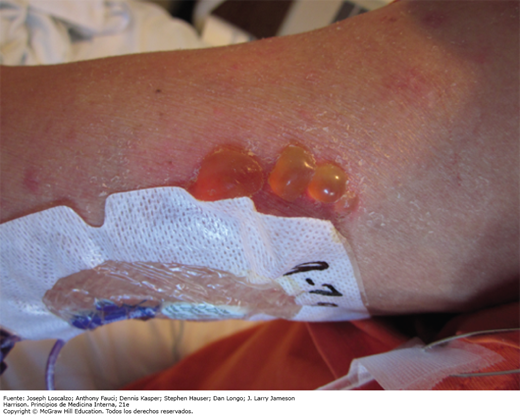 Fuente: Joseph Loscalzo; Anthony Fauci; Dennis Kasper; Stephen Hauser; Dan Longo; J. Larry Jameson
Harrison. Principios de Medicina Interna, 21e
Copyright © McGraw Hill Education. Todos los derechos reservados.